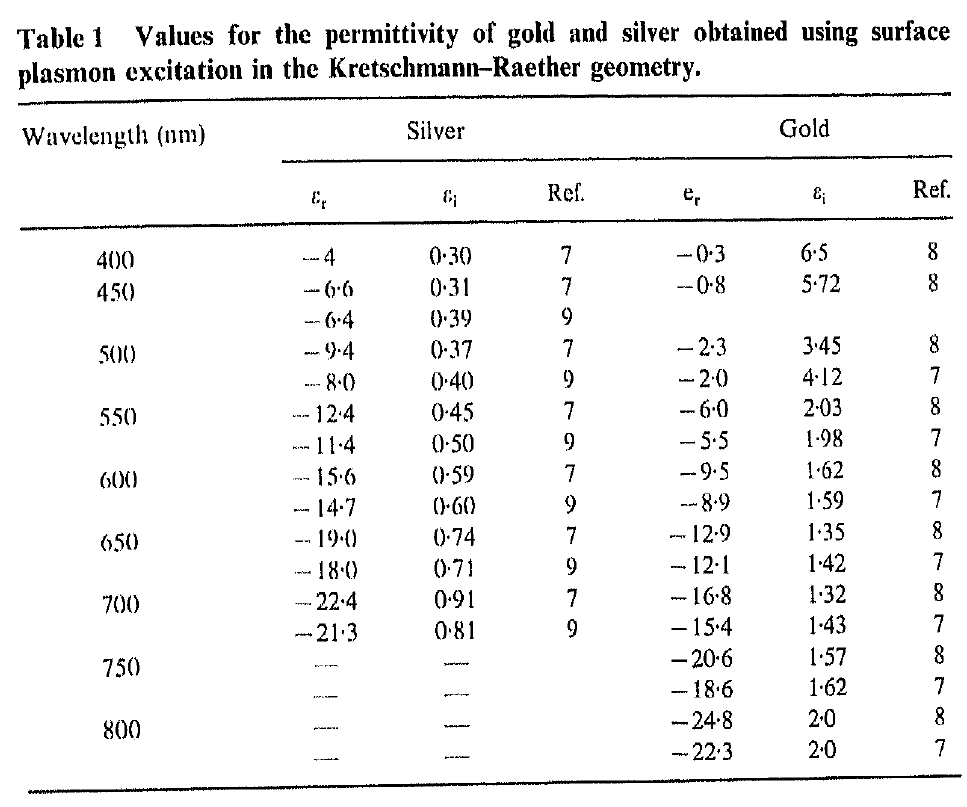 Table 1 Values for the permittivity of gold and silver obtained using surface
plasmon excitation in the Kretschmann–Raether geometry.
Wavelength (nm) Silver Gold
εr εi Ref. er εi Ref.
400 −4 0·30 7 −0·3 6·5 8
450 −6·6 0·31 7 −0·8 5·72 8
−6·4 0·39 9
500 −9·4 0·37 7 −2·3 3·45 8
−8·0 0·40 9 −2·0 4·12 7
550 −12·4 0·45 7 −6·0 2·03 8
−11·4 0·50 9 −5·5 1·98 7
600 −15·6 0·59 7 −9·5 1·62 8
−14·7 0·60 9 −8·9 1·59 7
650 −19·0 0·74 7 −12·9 1·35 8
−18·0 0·71 9 −12·1 1·42 7
700 −22·4 0·91 7 −16·8 1·32 8
−21·3 0·81 9 −15·4 1·43 7
750 — — −20·6 1·57 8
— — −18·6 1·62 7
800 — — −24·8 2·0 8
— — −22·3 2·0 7